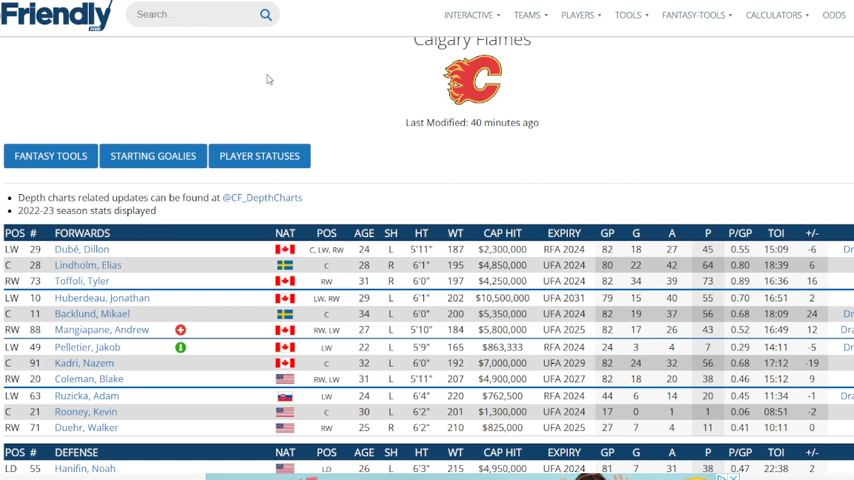 Friendly
Search...
INTERACTIVE TEAMS PLAYERS TOOLS FANTASY-TOOLS CALCULATORS ODDS
Calgary Flames
Last Modified: 40 minutes ago
FANTASY TOOLS STARTING GOALIES PLAYER STATUSES
Depth charts related updates can be found at @CF_DepthCharts
2022-23 season stats displayed
POS # FORWARDS NAT POS AGE SH HT WT CAP HIT EXPIRY GP G A P P/GP TOI +/-
LW 29 Dubé, Dillon C, LW, RW 24 L 5'11" 187 $2,300,000 RFA 2024 82 18 27 45 0.55 15:09 -6 Dr
C 28 Lindholm, Elias C 28 R 6'1" 195 $4,850,000 UFA 2024 80 22 42 64 0.80 18:39 6
RW 73 Toffoli, Tyler RW 31 R 6'0" 197 $4,250,000 UFA 2024 82 34 39 73 0.89 16:36 16
LW 10 Huberdeau, Jonathan LW, RW 29 L 6'1" 202 $10,500,000 UFA 2031 79 15 40 55 0.70 16:51 2
C 11 Backlund, Mikael C 34 L 6'0" 200 $5,350,000 UFA 2024 82 19 37 56 0.68 18:09 24 D
RW 88 Mangiapane, Andrew RW, LW 27 L 5'10" 184 $5,800,000 UFA 2025 82 17 26 43 0.52 16:49 12 Dra
LW 49 Pelletier, Jakob LW 22 L 5'9" 165 $863,333 RFA 2024 24 3 4 7 0.29 14:11 -5 D
C 91 Kadri, Nazem C 32 L 6'0" 192 $7,000,000 UFA 2029 82 24 32 56 0.68 17:12 -19
RW 20 Coleman, Blake RW, LW 31 L 5'11" 207 $4,900,000 UFA 2027 82 18 20 38 0.46 15:12 9
LW 63 Ruzicka, Adam LW 24 L 6'4" 220 $762,500 RFA 2024 44 6 14 20 0.45 11:34 -1 Dra
C 21 Rooney, Kevin C 30 L 6'2" 201 $1,300,000 UFA 2024 17 0 1 1 0.06 08:51 -2
RW 71 Duehr, Walker RW 25 R 6'2" 210 $825,000 UFA 2025 27 7 4 11 0.41 10:11 0
POS # DEFENSE NAT POS AGE SH HT WT CAP HIT EXPIRY GP G A P P/GP TOI +/-
LD 55 Hanifin, Noah LD 26 L 6'3" 215 $4,950,000 UFA 2024 81 7 31 38 0.47 22:38 2